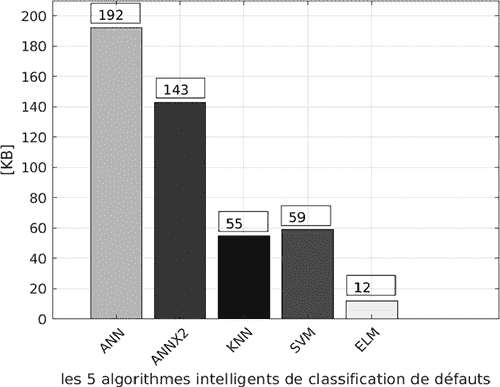 200
180
160
140
120
100
80
60
40
20
0
[KB]
192
143
55
59
12
ANN
ANNX2
KNN
SVM
ELM
les 5 algorithmes intelligents de classification de défauts